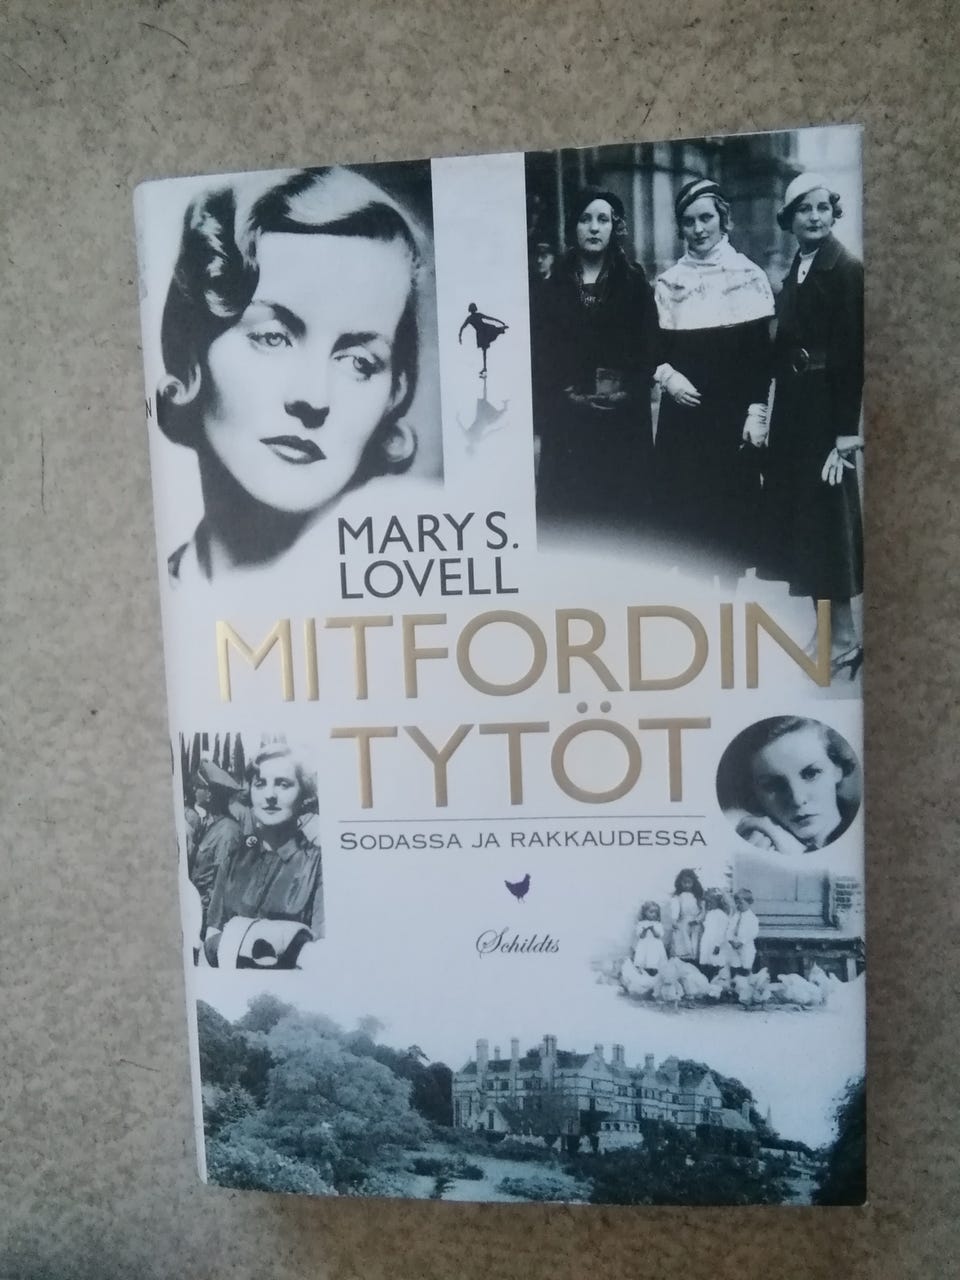 MARY S.
LOVELL
MITFORDIN
TYTÖT
SODASSA JA RAKKAUDESSA
Schildts